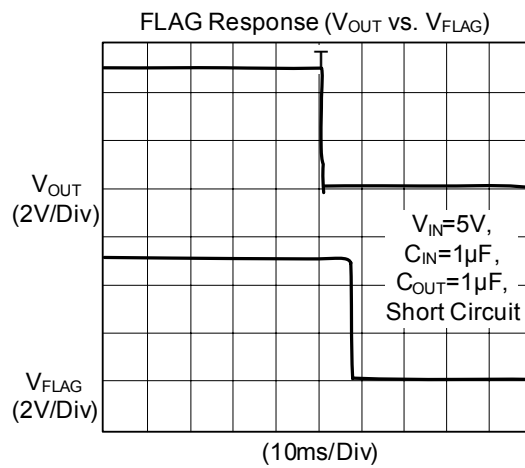 FLAG Response (VOUT vs. VFLAG)
VOUT
(2V/Div)
VIN=5V,
CIN=1µF,
COUT=1µF,
Short Circuit
VFLAG
(2V/Div)
(10ms/Div)